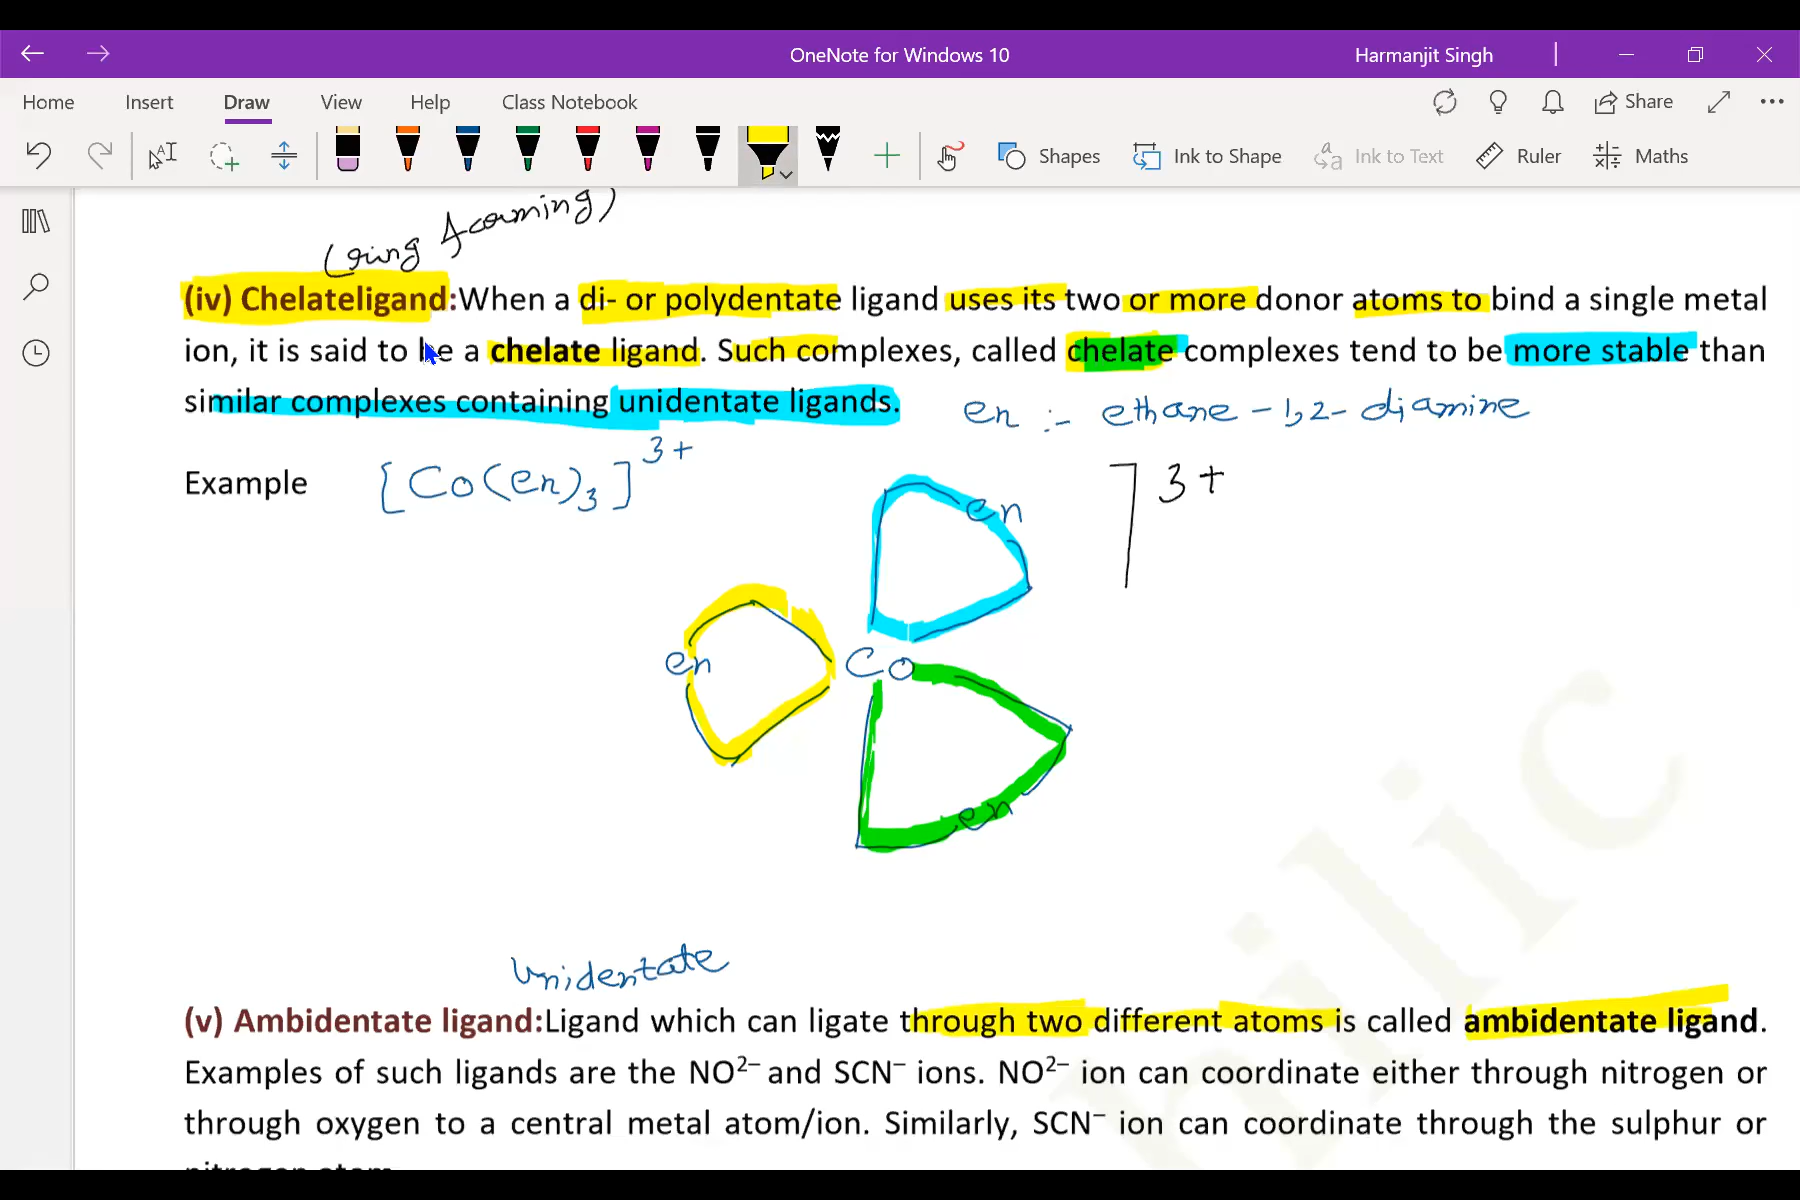 OneNote for Windows 10
Harmanjit Singh
Home Insert Draw View Help Class Notebook
Share
Shapes Ink to Shape Ink to Text Ruler Maths
(ring forming)
(iv) Chelateligand:When a di- or polydentate ligand uses its two or more donor atoms to bind a single metal
ion, it is said to be a chelate ligand. Such complexes, called chelate complexes tend to be more stable than
similar complexes containing unidentate ligands.
en :- ethane-1,2-diamine
Example [Co(en)₃]³⁺
]³⁺
en
en
Co
en
Unidentate
(v) Ambidentate ligand:Ligand which can ligate through two different atoms is called ambidentate ligand.
Examples of such ligands are the NO²⁻ and SCN⁻ ions. NO²⁻ ion can coordinate either through nitrogen or
through oxygen to a central metal atom/ion. Similarly, SCN⁻ ion can coordinate through the sulphur or
nitrogen atom